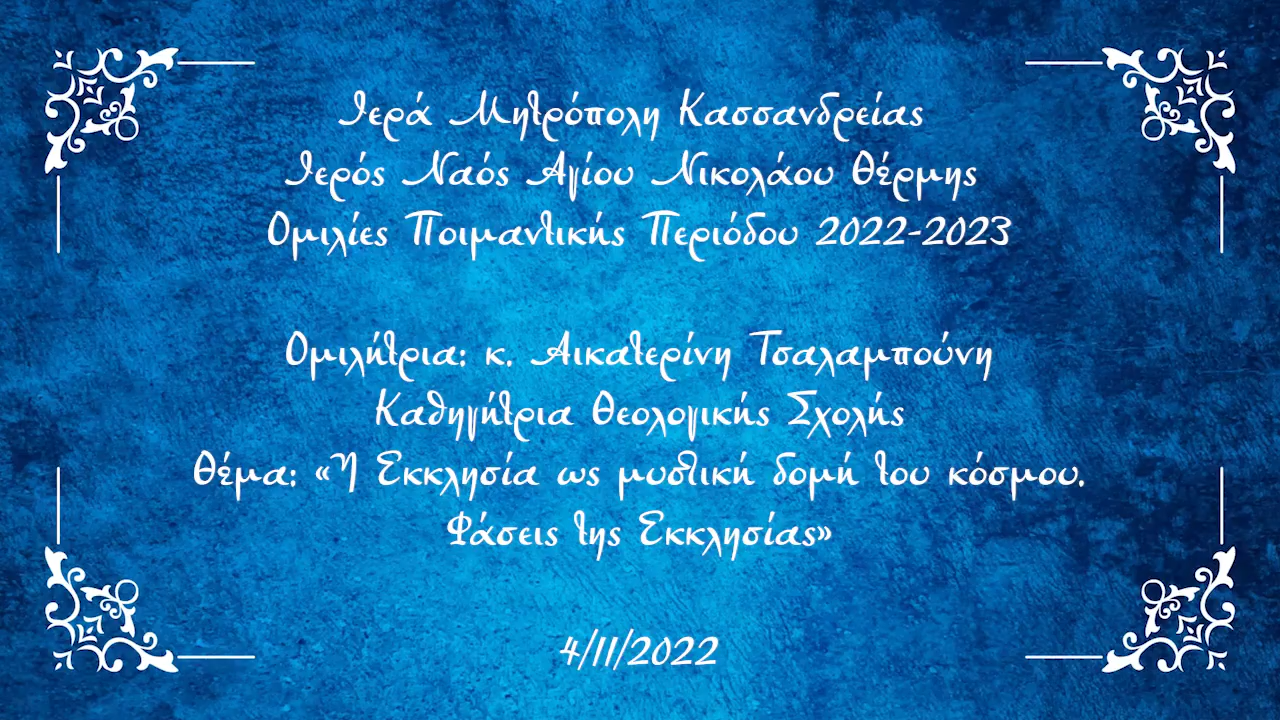 Ιερά Μητρόπολη Κασσανδρείας
Ιερός Ναός Αγίου Νικολάου Θέρμης
Ομιλίες Ποιμαντικής Περιόδου 2022-2023
Ομιλήτρια: κ. Αικατερίνη Τσαλαμπούνη
Καθηγήτρια Θεολογικής Σχολής
Θέμα: «Η Εκκλησία ως μυστική δομή του κόσμου.
Φάσεις της Εκκλησίας»
4/11/2022